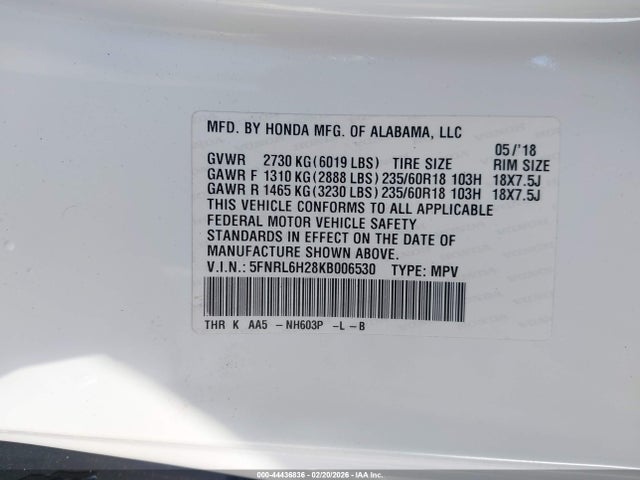 MFD. BY HONDA MFG. OF ALABAMA, LLC
05/'18
GVWR 2730 KG(6019 LBS) TIRE SIZE RIM SIZE
GAWR F 1310 KG(2888 LBS) 235/60R18 103H 18X7.5J
GAWR R 1465 KG(3230 LBS) 235/60R18 103H 18X7.5J
THIS VEHICLE CONFORMS TO ALL APPLICABLE
FEDERAL MOTOR VEHICLE SAFETY
STANDARDS IN EFFECT ON THE DATE OF
MANUFACTURE SHOWN ABOVE.
V.I.N.: 5FNRL6H28KB006530 TYPE: MPV
THR K AA5 -NH603P -L-B
000-44436836 - 02/20/2026 - IAA Inc.